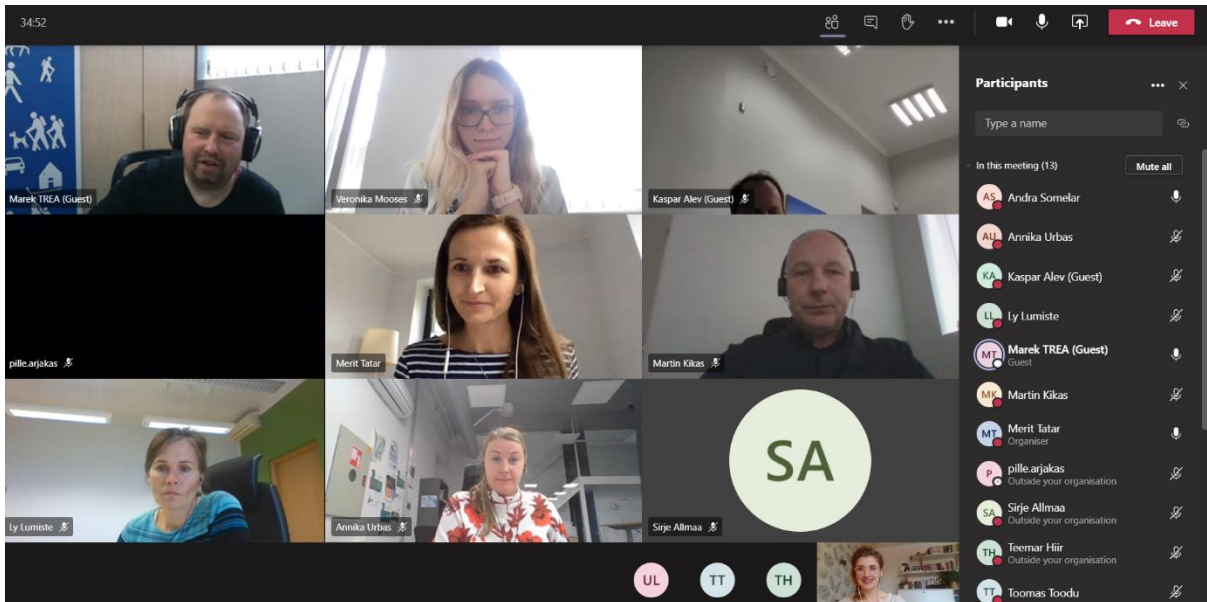 34:52
Leave
Marek TREA (Guest)
Veronika Mooses
Kaspar Alev (Guest)
pille.arjakas
Merit Tatar
Martin Kikas
Ly Lumiste
Annika Urbas
SA
Sirje Allmaa
UL
TT
TH
Participants
Type a name
In this meeting (13)
Mute all
AS
Andra Somelar
AU
Annika Urbas
KA
Kaspar Alev (Guest)
LL
Ly Lumiste
MT
Marek TREA (Guest)
Guest
MK
Martin Kikas
MT
Merit Tatar
Organiser
P
pille.arjakas
Outside your organisation
SA
Sirje Allmaa
Outside your organisation
TH
Teemar Hiir
Outside your organisation
TT
Toomas Toodu